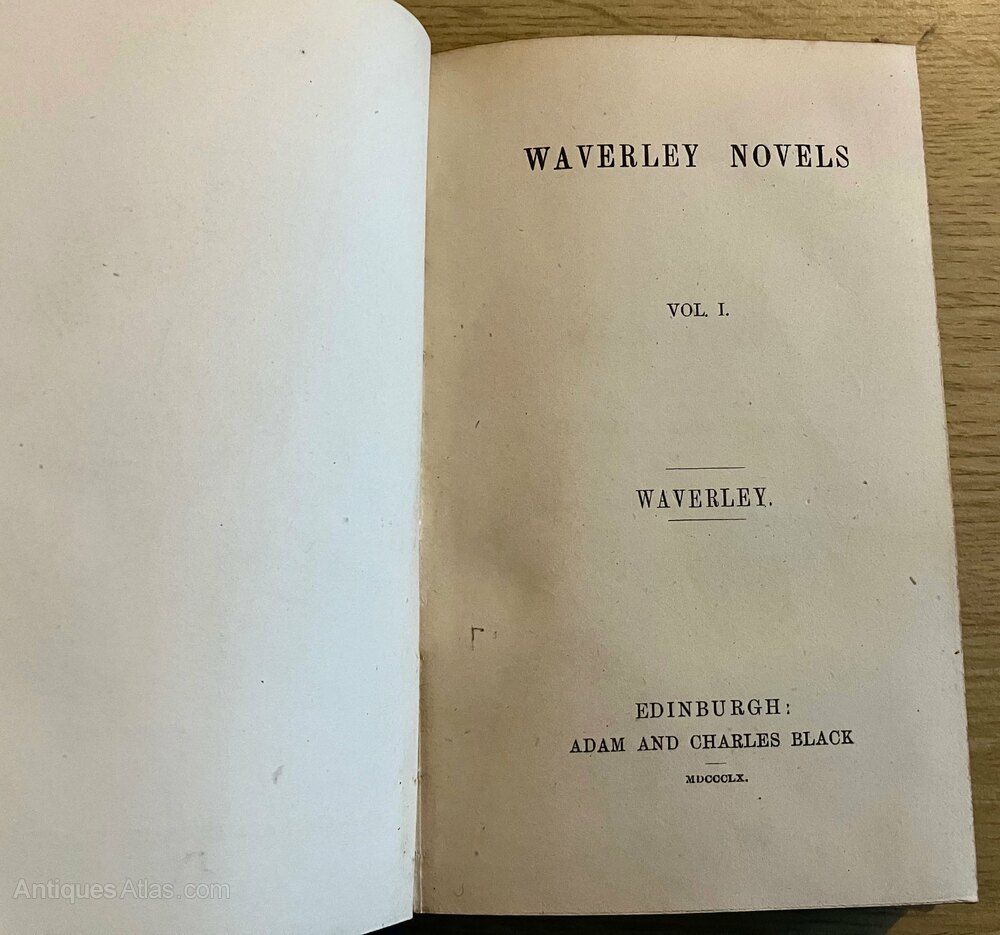 WAVERLEY NOVELS
VOL. I.
WAVERLEY.
EDINBURGH:
ADAM AND CHARLES BLACK
MDCCCLX.
AntiquesAtlas.com